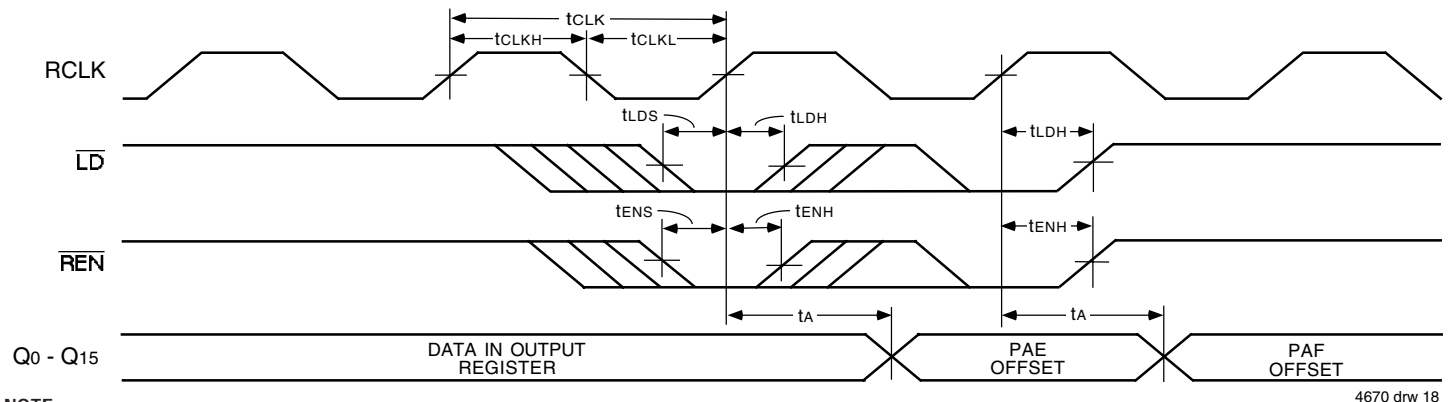 tCLK
tCLKH
tCLKL
RCLK
tLDS
tLDH
tLDH
LD
tENS
tENH
tENH
REN
tA
tA
Q0 - Q15
DATA IN OUTPUT
REGISTER
PAE
OFFSET
PAF
OFFSET
4670 drw 18